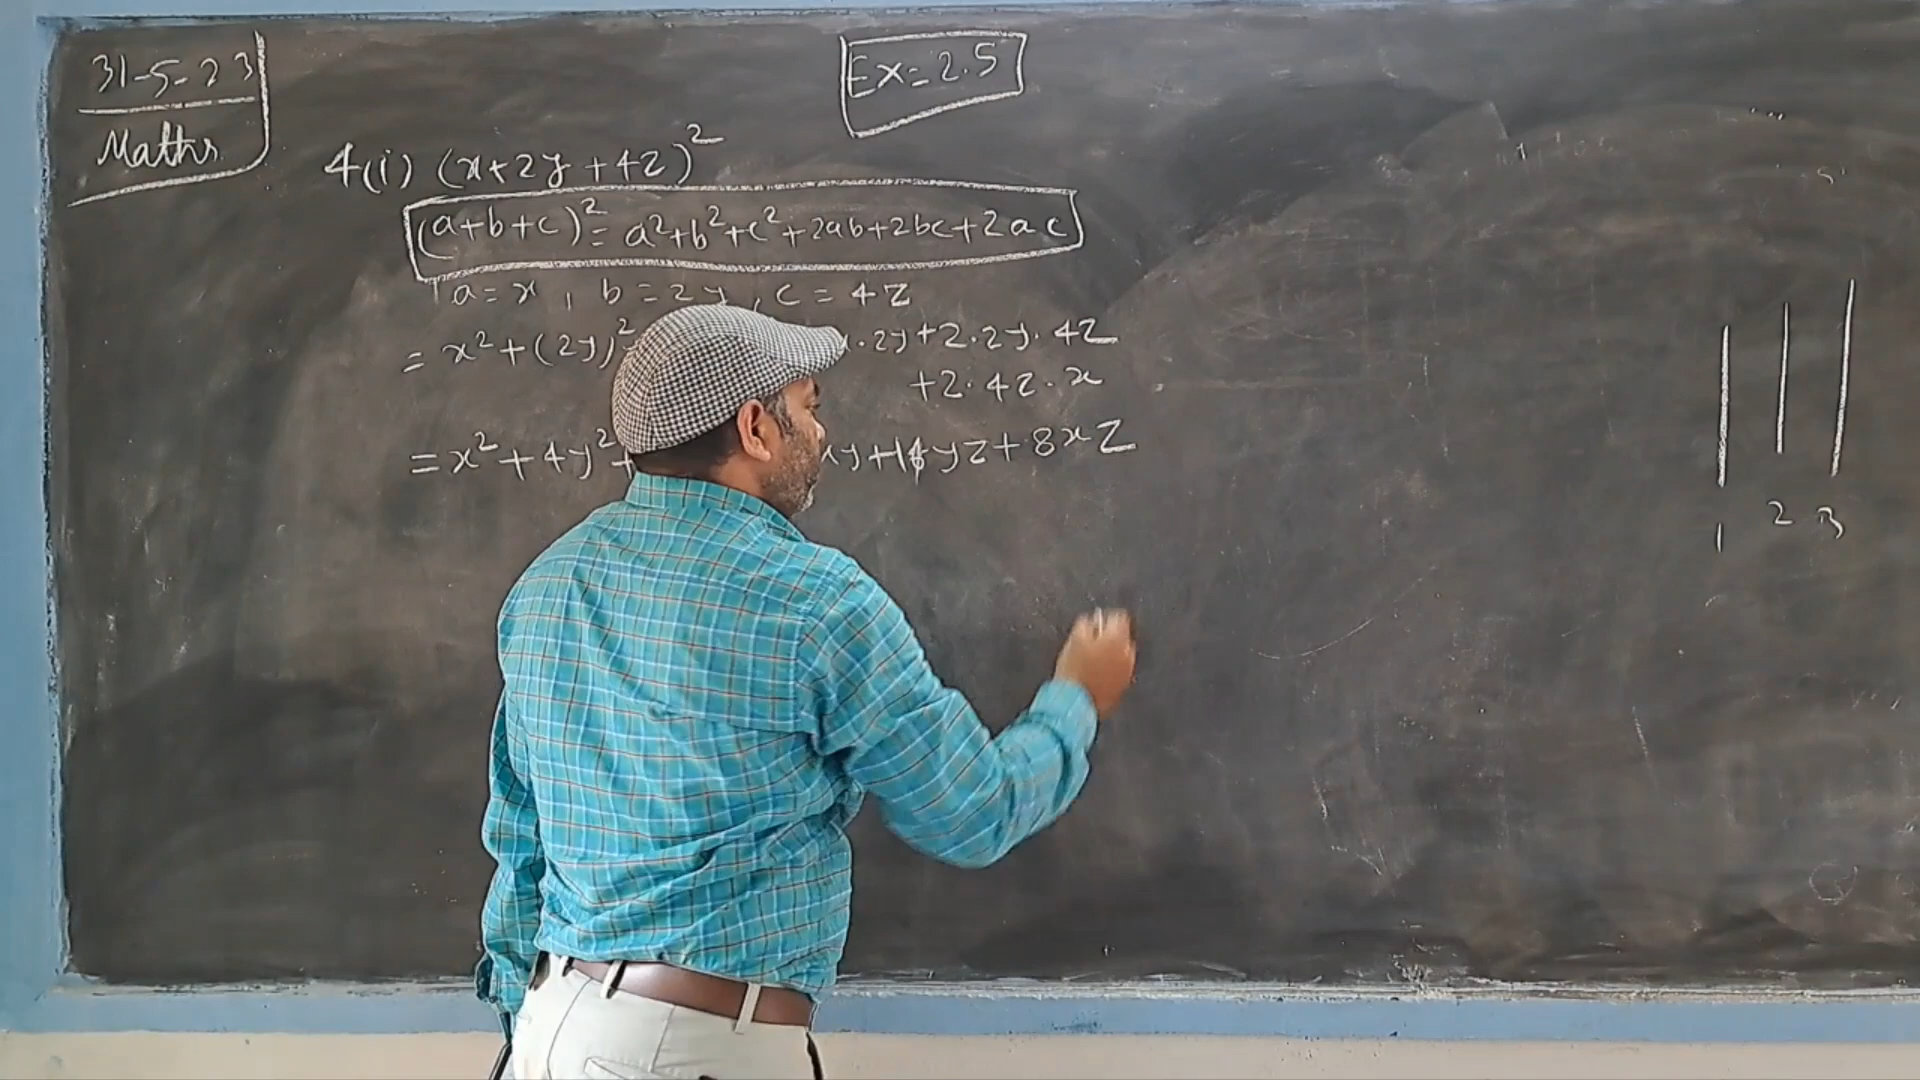 31-5-23
Maths
Ex=2.5
4(i) (x+2y+4z)²
(a+b+c)²= a²+b²+c²+2ab+2bc+2ac
a=x, b=2y, c=4z
= x²+(2y)² x.2y+2.2y.4z
+2.4z.x
=x²+4y²+ xy+16yz+8xz
1 2 3